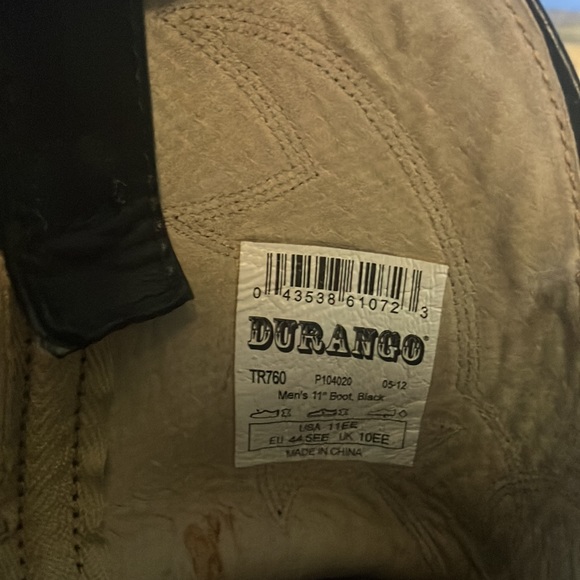 0 43538 61072 3
DURANGO®
TR760 P104020 05-12
Men's 11" Boot, Black
USA 11EE
EU 44.5EE UK 10EE
MADE IN CHINA